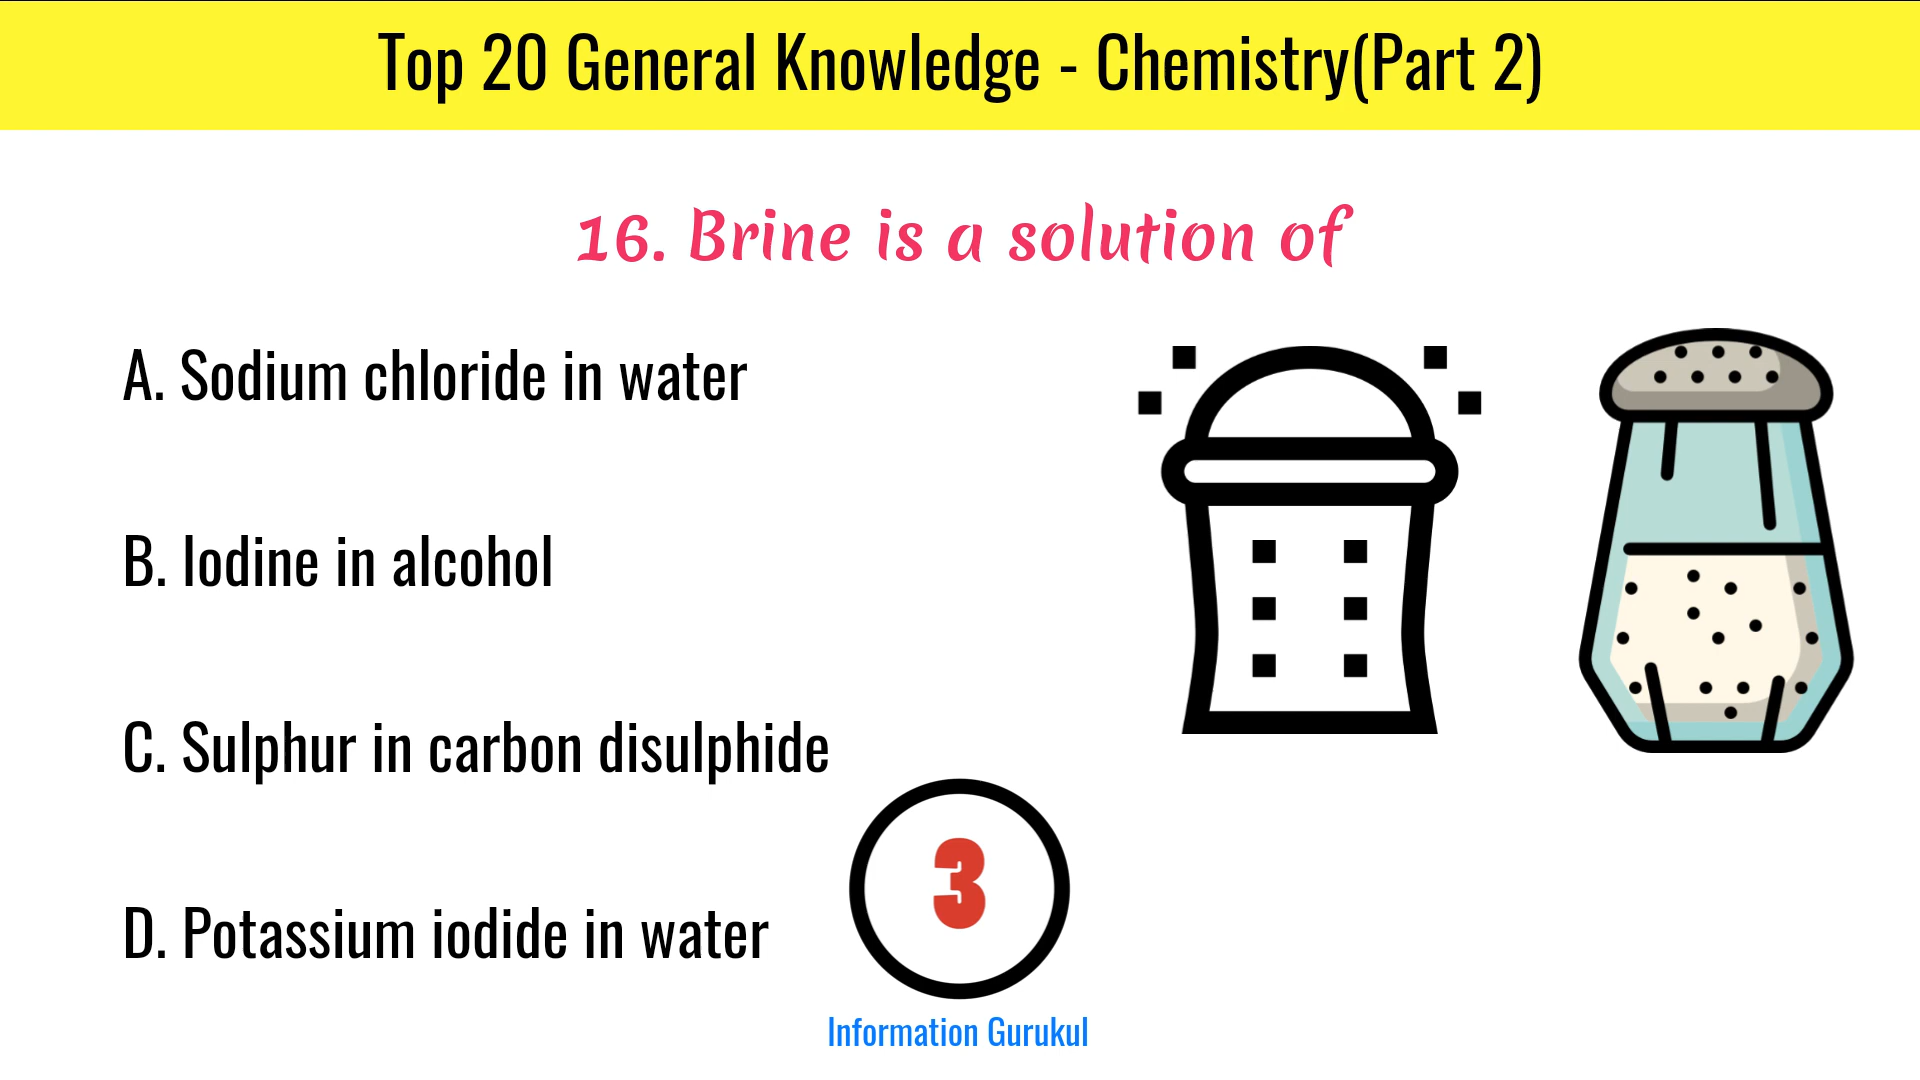 Top 20 General Knowledge - Chemistry(Part 2)
16. Brine is a solution of
A. Sodium chloride in water
B. Iodine in alcohol
C. Sulphur in carbon disulphide
D. Potassium iodide in water
3
Information Gurukul